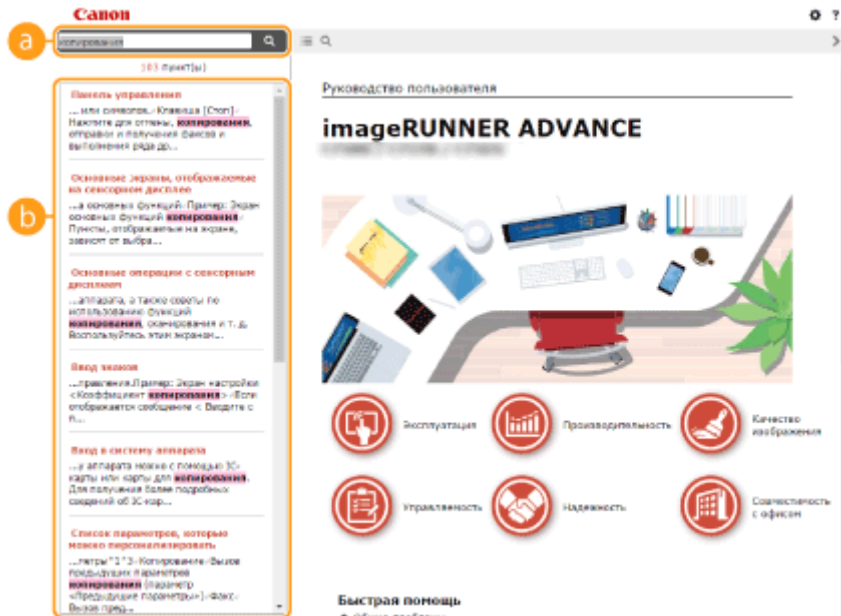 Canon
?
a
копирования
103 пункт(ы)
b
Панель управления
... или символов.-Клавиша [Стоп]-
Нажмите для отмены, копирования,
отправки и получения факсов и
выполнения ряда др...
Основные экраны, отображаемые
на сенсорном дисплее
...а основных функций-Пример: Экран
основных функций копирования-
Пункты, отображаемые на экране,
зависят от выбра...
Основные операции с сенсорным
дисплеем
...аппарата, а также советы по
использованию функций
копирования, сканирования и т. д.
Воспользуйтесь этим экраном...
Ввод знаков
...правления.Пример: Экран настройки
<Коэффициент копирования>-Если
отображается сообщение < Введите с
п...
Вход в систему аппарата
...у аппарата можно с помощью IC-
карты или карты для копирования.
Для получения более подробных
сведений об IC-кар...
Список параметров, которые
можно персонализировать
...петры*1*3-Копирование-Вызов
предыдущих параметров
копирования (параметр
«Предыдущие параметры»)-Факс-
Вызов пред...
Руководство пользователя
imageRUNNER ADVANCE
Эксплуатация
Производительность
Качество
изображения
Управляемость
Надежность
Совместимость
с офисом
Быстрая помощь